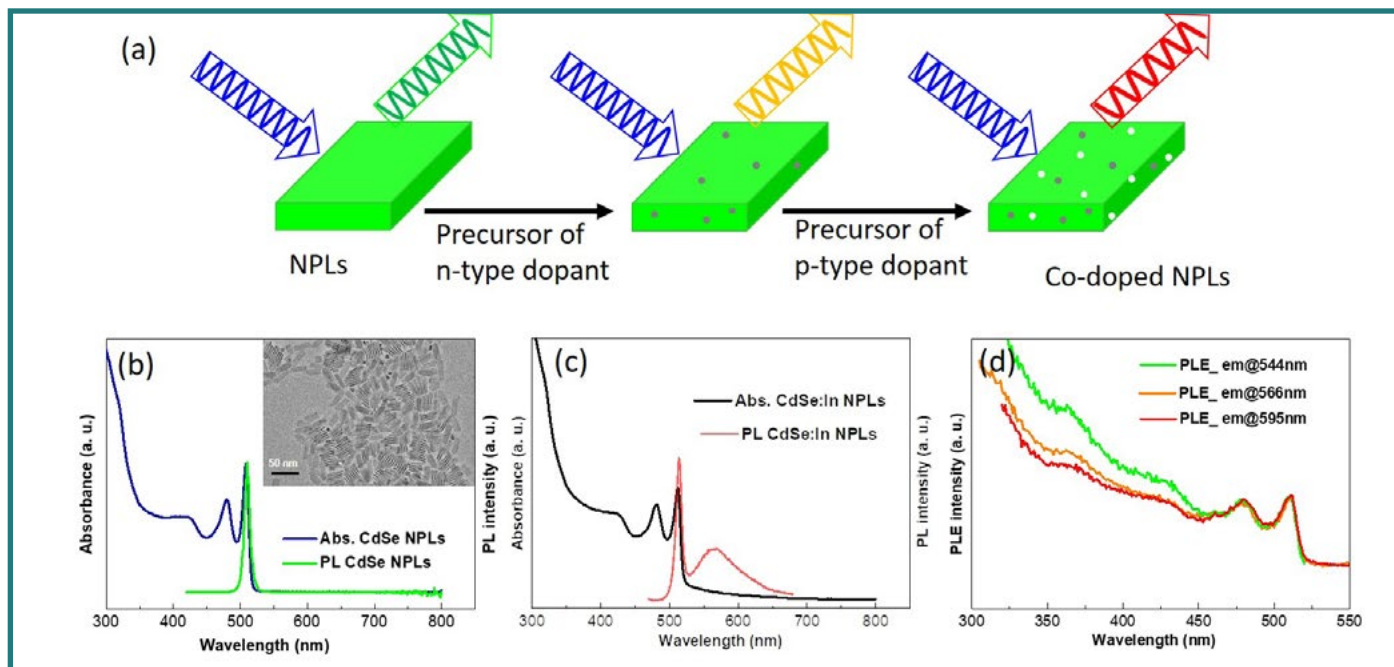 (a)
NPLs
Precursor of
n-type dopant
Precursor of
p-type dopant
Co-doped NPLs
(b)
50 nm
Absorbance (a. u.)
PL intensity (a. u.)
Abs. CdSe NPLs
PL CdSe NPLs
300 400 500 600 700 800
Wavelength (nm)
(c)
Absorbance (a. u.)
PL intensity (a. u.)
Abs. CdSe:In NPLs
PL CdSe:In NPLs
300 400 500 600 700 800
Wavelength (nm)
(d)
PLE intensity (a. u.)
PLE_ em@544nm
PLE_ em@566nm
PLE_ em@595nm
300 350 400 450 500 550
Wavelength (nm)